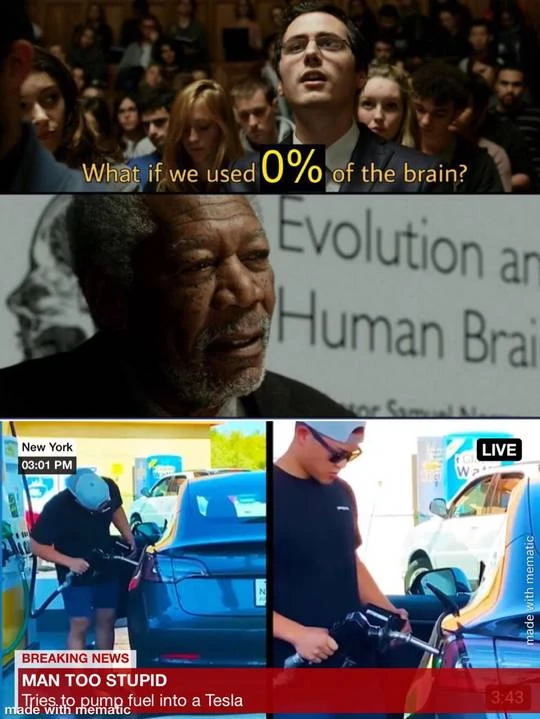 What if we used 0% of the brain?
Evolution an
Human Brai
New York
03:01 PM
LIVE
BREAKING NEWS
MAN TOO STUPID
Tries to pump fuel into a Tesla
3:43
made with mematic
made with mematic